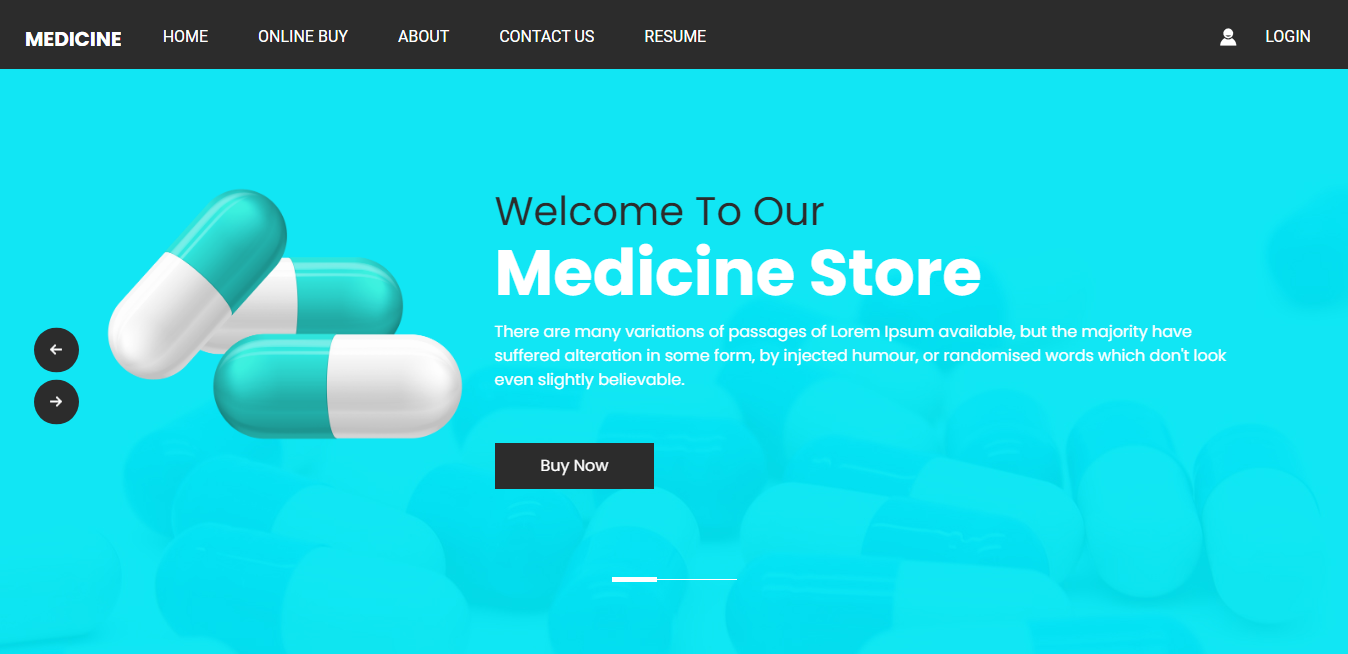 MEDICINE
HOME
ONLINE BUY
ABOUT
CONTACT US
RESUME
LOGIN
Welcome To Our
Medicine Store
There are many variations of passages of Lorem Ipsum available, but the majority have
suffered alteration in some form, by injected humour, or randomised words which don't look
even slightly believable.
Buy Now